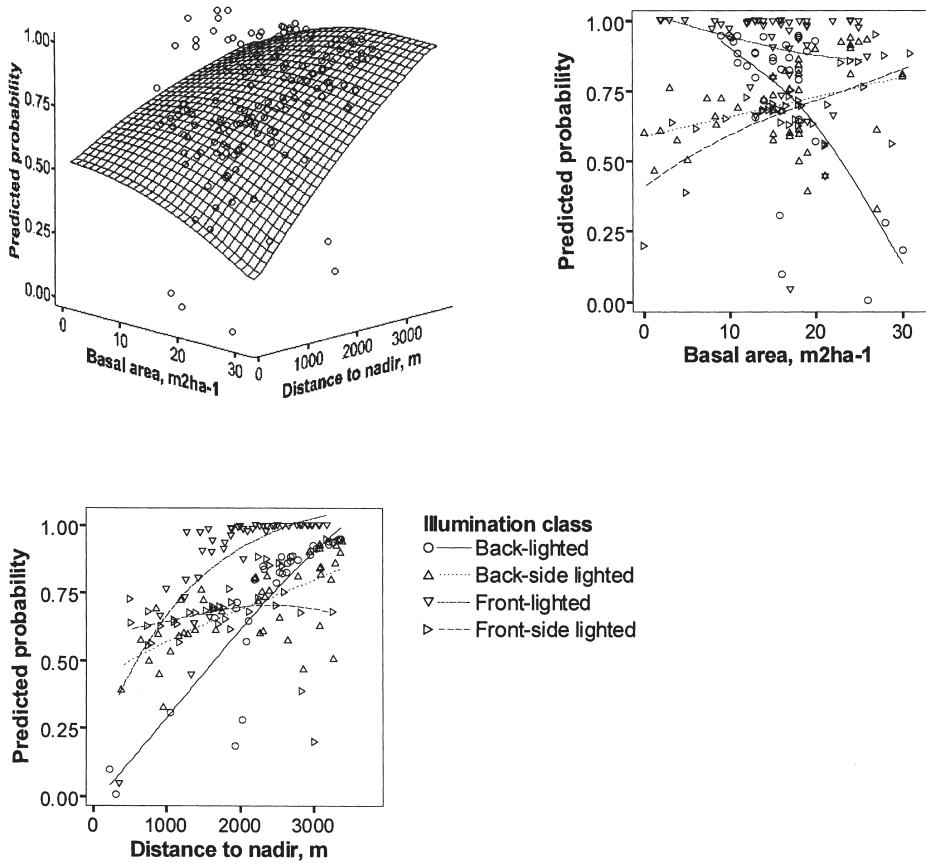 Predicted probability
1.00
0.75
0.50
0.25
0.00
0
10
20
30
Basal area, m2ha-1
0
1000
2000
3000
Distance to nadir, m
Predicted probability
1.00
0.75
0.50
0.25
0.00
0
10
20
30
Basal area, m2ha-1
Predicted probability
1.00
0.75
0.50
0.25
0.00
0
1000
2000
3000
Distance to nadir, m
Illumination class
Back-lighted
Back-side lighted
Front-lighted
Front-side lighted